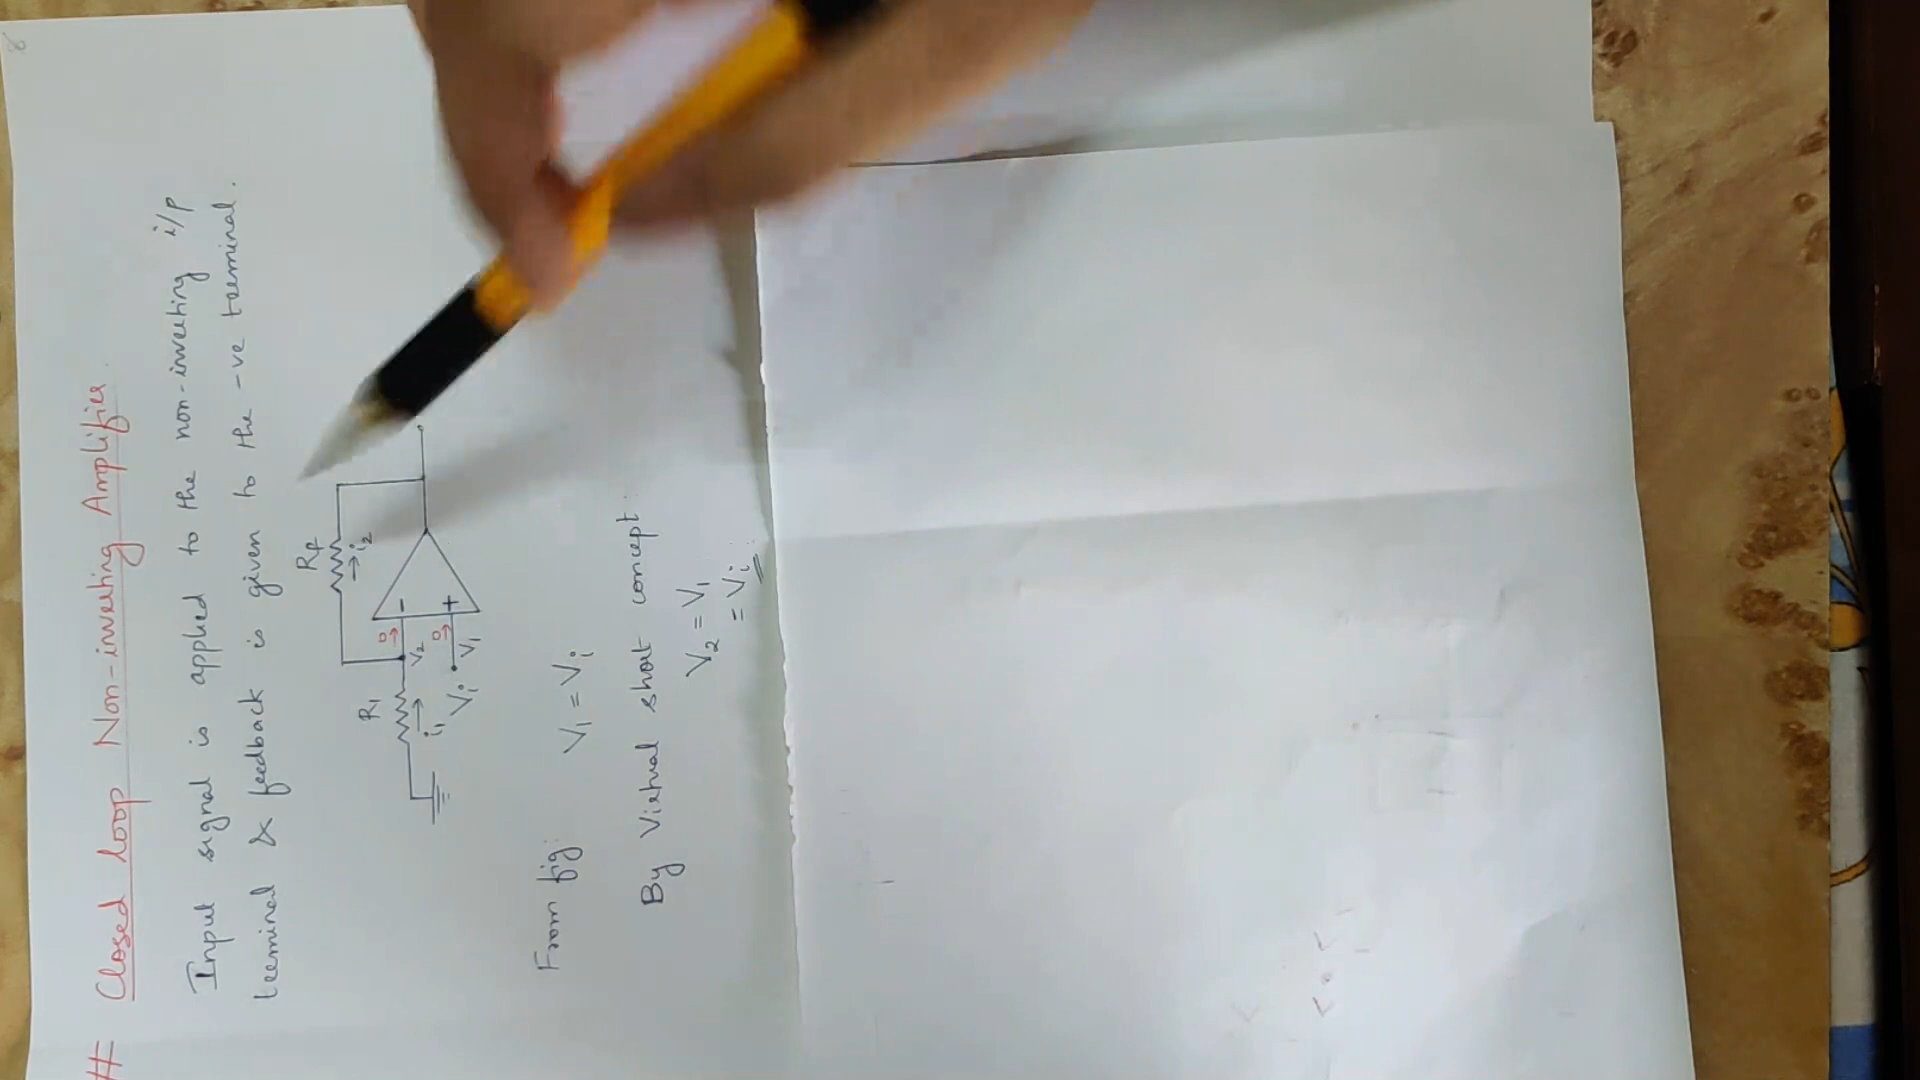 # Closed loop Non-inverting Amplifier.
Input signal is applied to the non-inverting i/p
terminal & feedback is given to the -ve terminal.
Rf
i2
R1
i1
V2
0
-
0
+
Vi
V1
From fig:
V1 = Vi
By Virtual short concept
V2 = V1
= Vi